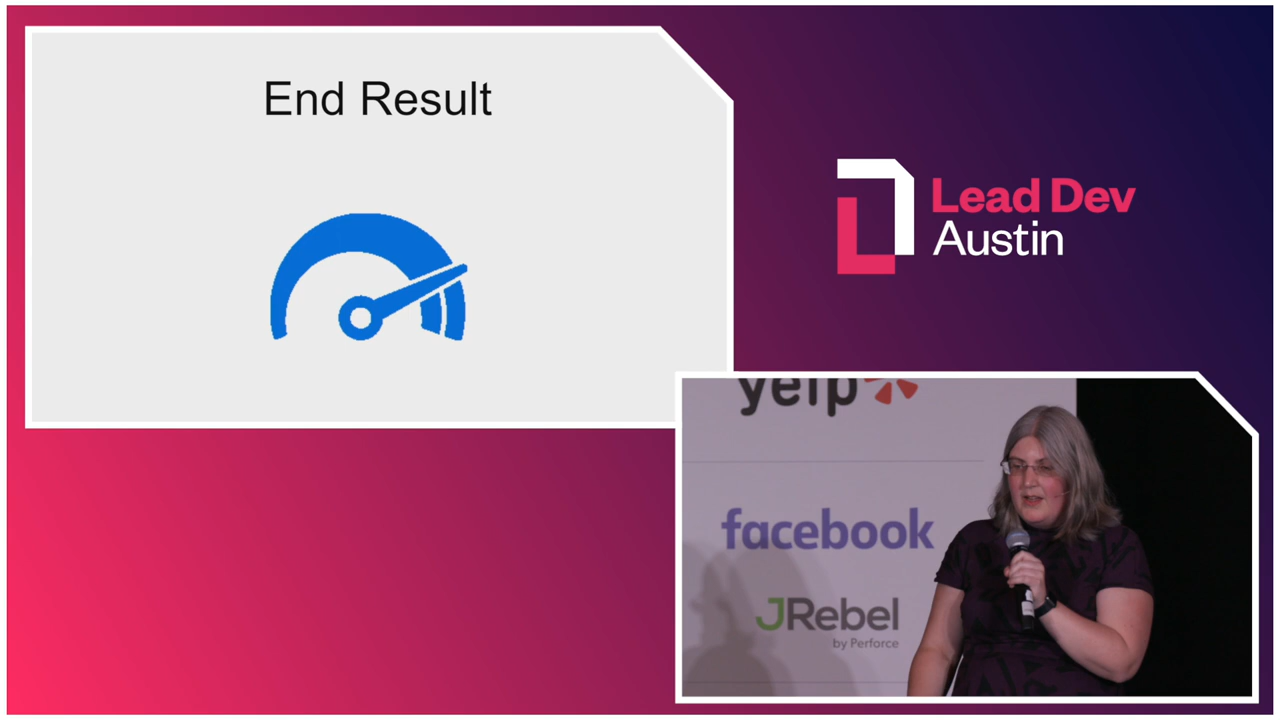 End Result
Lead Dev
Austin
yelp
facebook
JRebel
by Perforce